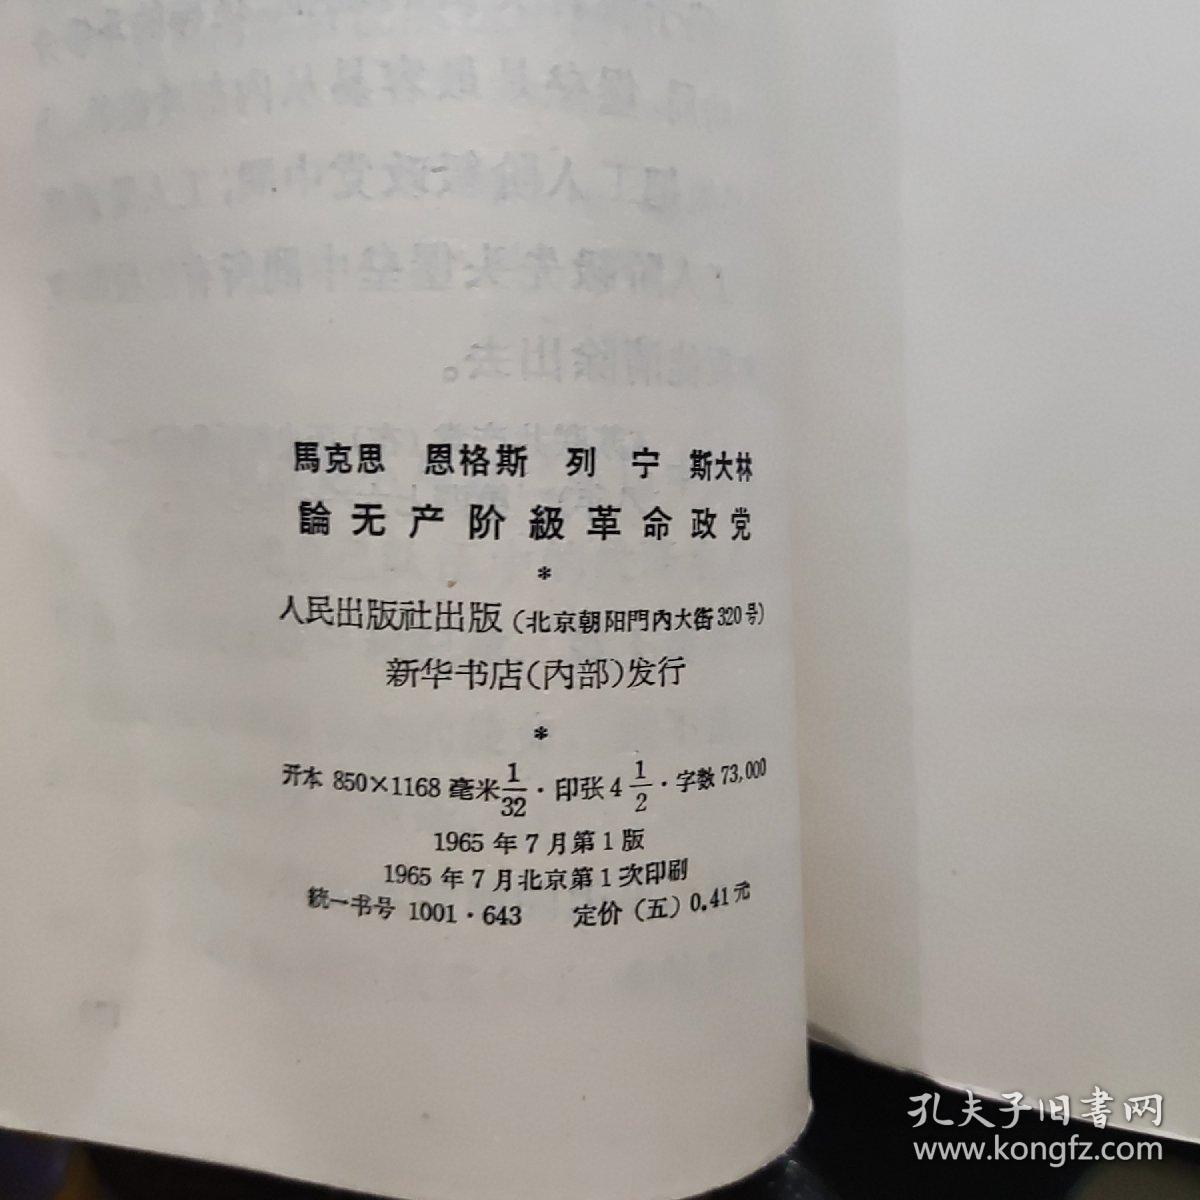 馬克思 恩格斯 列 宁 斯大林
論无产阶級革命政党
*
人民出版社出版(北京朝阳門內大街320号)
新华书店(內部)发行
*
开本 850×1168 毫米 1/32 · 印张 4 1/2 · 字数 73,000
1965 年 7 月第 1 版
1965 年 7 月北京第 1 次印刷
統一书号 1001·643 定价(五)0.41元
孔夫子旧書网
www.kongfz.com